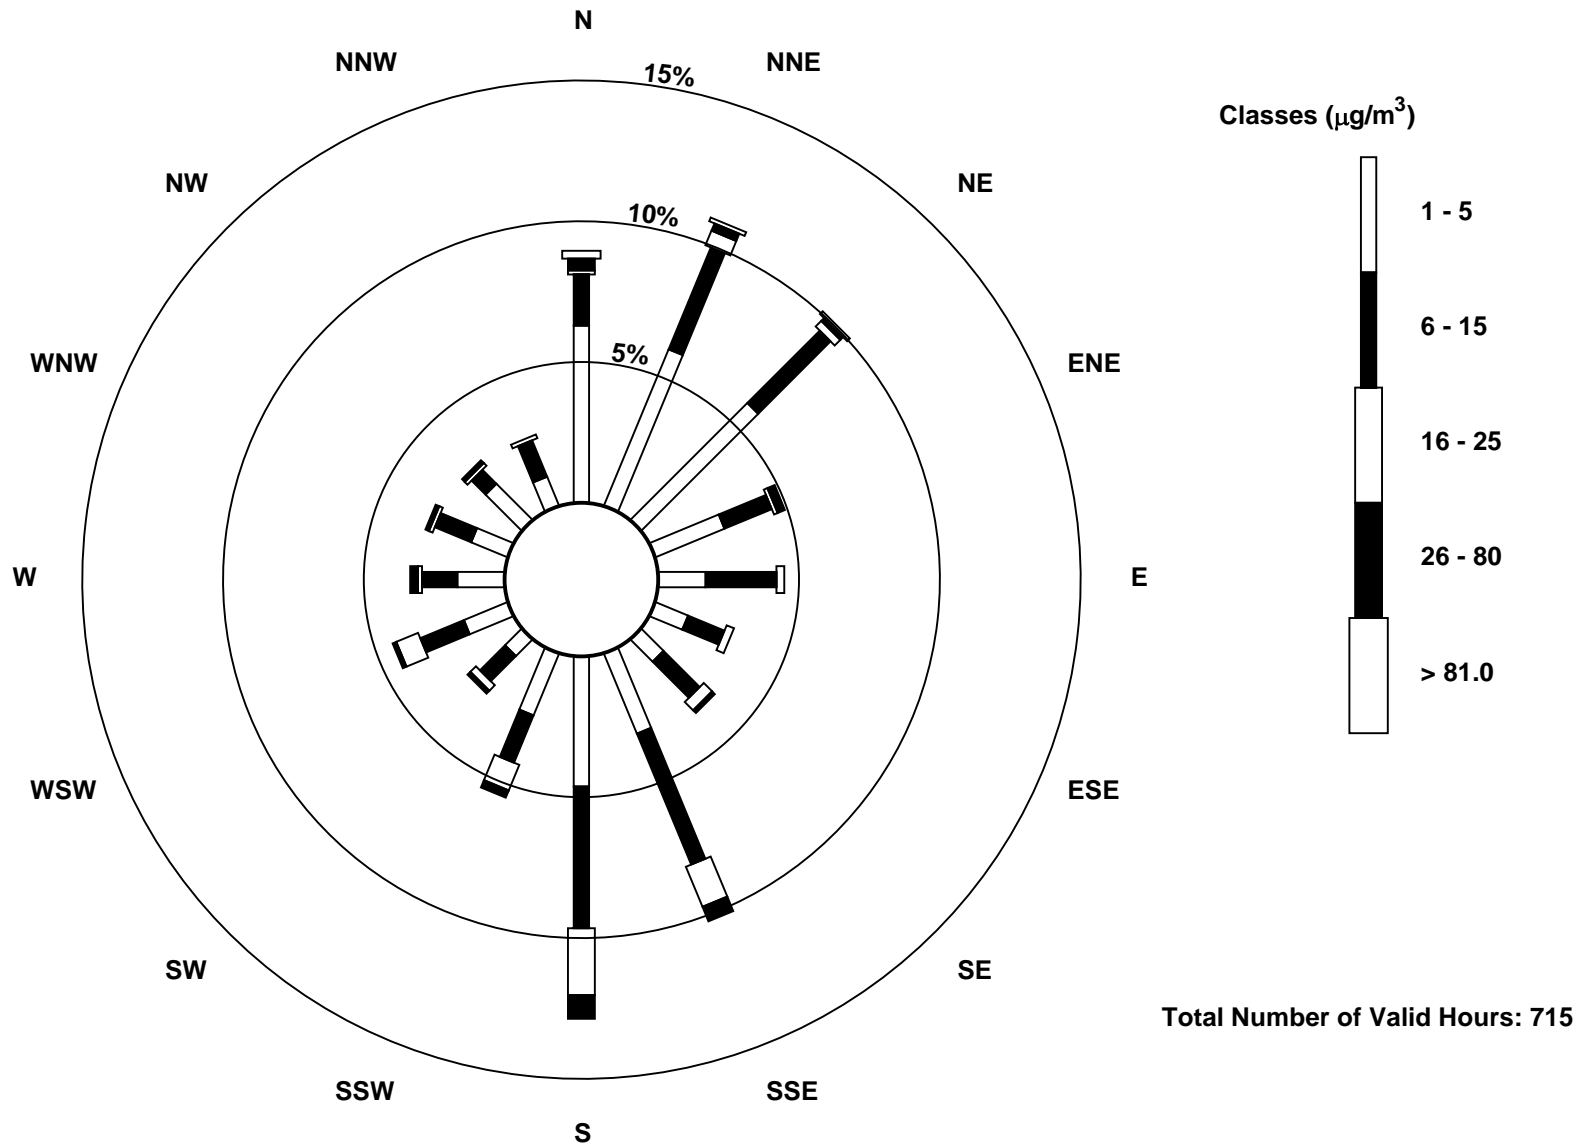 N
NNW
NNE
15%
Classes (μg/m³)
NW
NE
1 - 5
10%
6 - 15
5%
WNW
ENE
16 - 25
26 - 80
W
E
> 81.0
WSW
ESE
SW
SE
Total Number of Valid Hours: 715
SSW
SSE
S